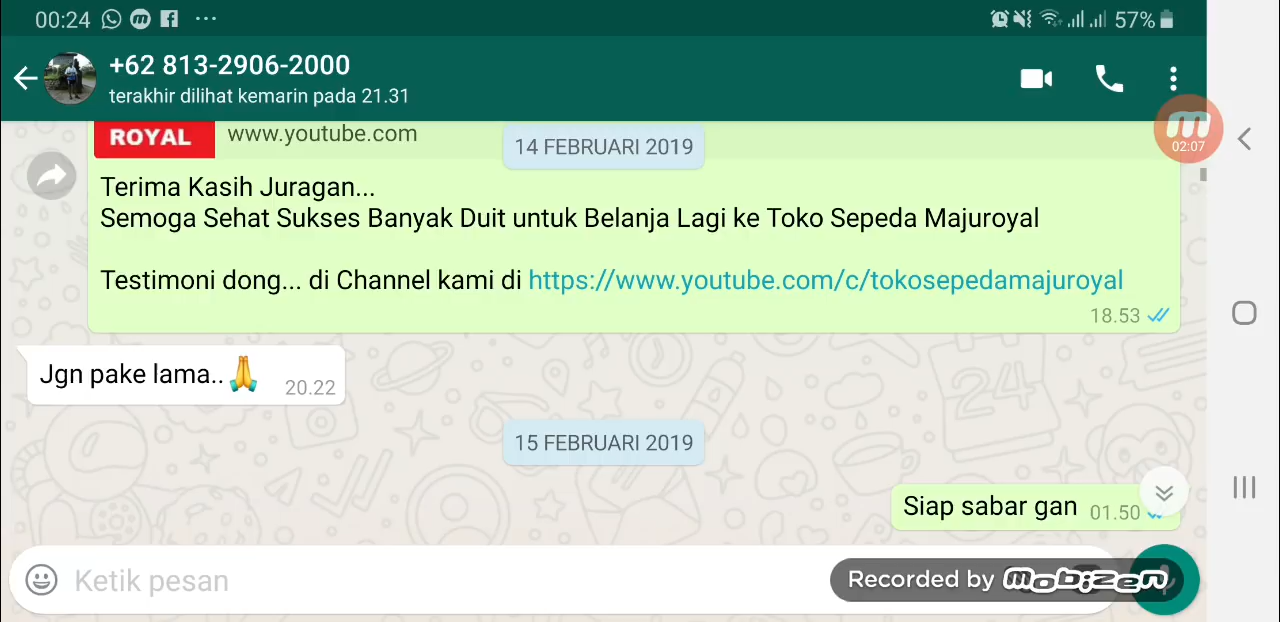 00:24
57%
+62 813-2906-2000
terakhir dilihat kemarin pada 21.31
02:07
ROYAL
www.youtube.com
14 FEBRUARI 2019
Terima Kasih Juragan...
Semoga Sehat Sukses Banyak Duit untuk Belanja Lagi ke Toko Sepeda Majuroyal
Testimoni dong... di Channel kami di https://www.youtube.com/c/tokosepedamajuroyal
18.53
Jgn pake lama..🙏 20.22
15 FEBRUARI 2019
Siap sabar gan 01.50
Ketik pesan
Recorded by mobizen